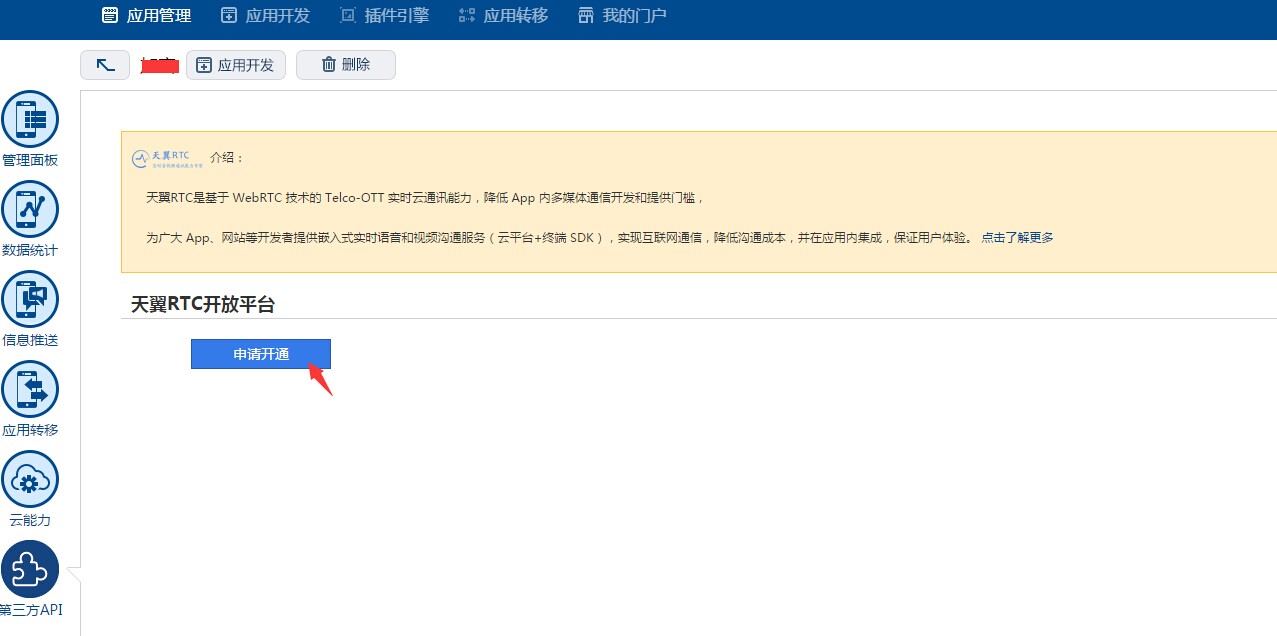 应用管理 应用开发 插件引擎 应用转移 我的门户
应用开发 删除
管理面板
数据统计
信息推送
应用转移
云能力
第三方API
天翼RTC 介绍：
天翼RTC是基于 WebRTC 技术的 Telco-OTT 实时云通讯能力，降低 App 内多媒体通信开发和提供门槛，
为广大 App、网站等开发者提供嵌入式实时语音和视频沟通服务（云平台+终端 SDK），实现互联网通信，降低沟通成本，并在应用内集成，保证用户体验。 点击了解更多
天翼RTC开放平台
申请开通